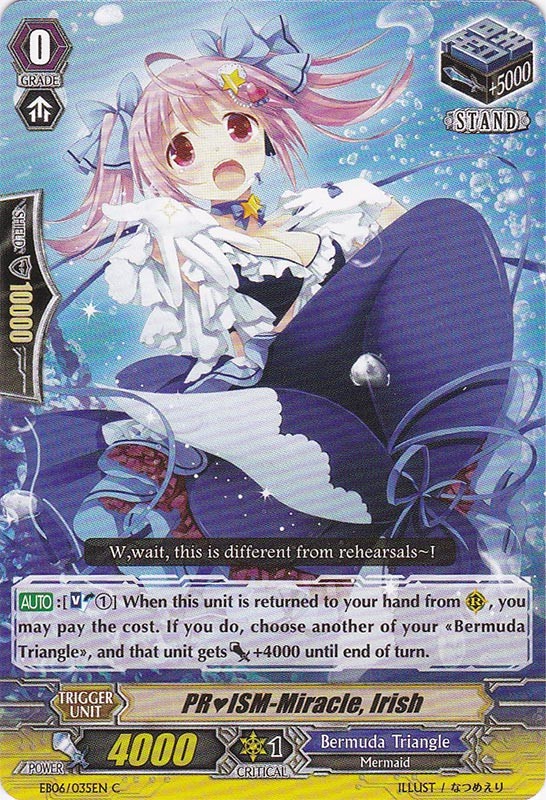 0
GRADE
+5000
STAND
SHIELD
10000
W,wait, this is different from rehearsals~!
AUTO :[V ①] When this unit is returned to your hand from R, you
may pay the cost. If you do, choose another of your «Bermuda
Triangle», and that unit gets +4000 until end of turn.
TRIGGER
UNIT
PR♥ISM-Miracle, Irish
POWER
4000
1
CRITICAL
Bermuda Triangle
Mermaid
EB06/035EN C
ILLUST / なつめえり